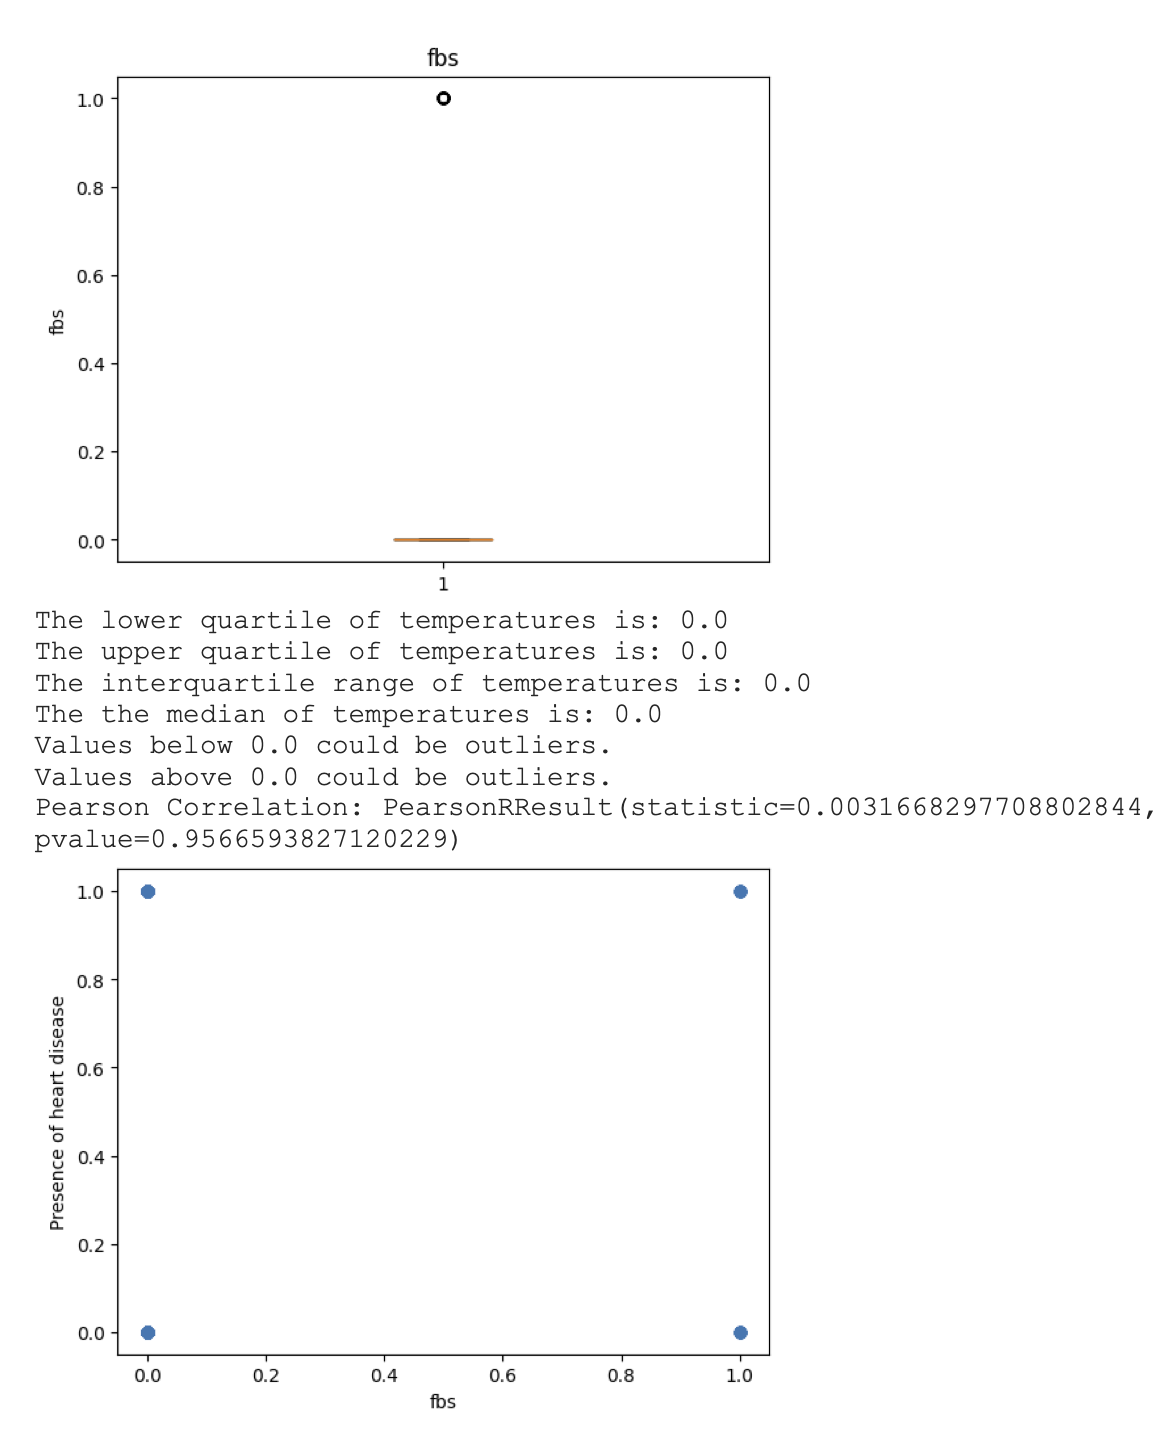 fbs
1.0
0.8
0.6
0.4
0.2
0.0
fbs
1
The lower quartile of temperatures is: 0.0
The upper quartile of temperatures is: 0.0
The interquartile range of temperatures is: 0.0
The the median of temperatures is: 0.0
Values below 0.0 could be outliers.
Values above 0.0 could be outliers.
Pearson Correlation: PearsonRResult(statistic=0.0031668297708802844,
pvalue=0.9566593827120229)
1.0
0.8
0.6
0.4
0.2
0.0
Presence of heart disease
0.0 0.2 0.4 0.6 0.8 1.0
fbs